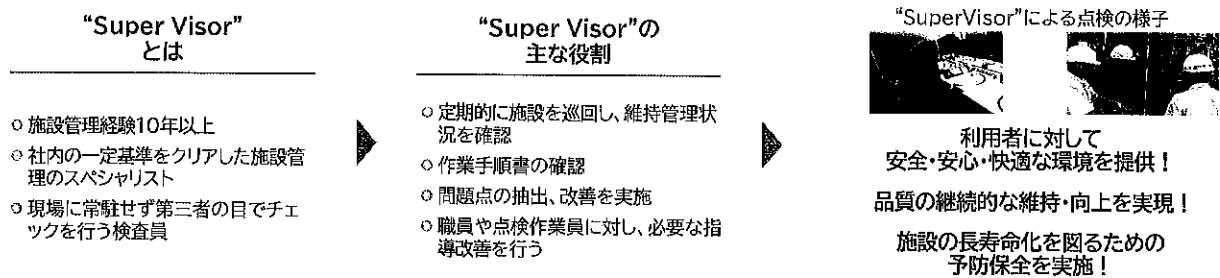 “Super Visor”
とは
○ 施設管理経験10年以上
○ 社内の一定基準をクリアした施設管
理のスペシャリスト
○ 現場に常駐せず第三者の目でチェ
ックを行う検査員
“Super Visor”の
主な役割
○ 定期的に施設を巡回し、維持管理状
況を確認
○ 作業手順書の確認
○ 問題点の抽出、改善を実施
○ 職員や点検作業員に対し、必要な指
導改善を行う
“SuperVisor”による点検の様子
利用者に対して
安全・安心・快適な環境を提供！
品質の継続的な維持・向上を実現！
施設の長寿命化を図るための
予防保全を実施！